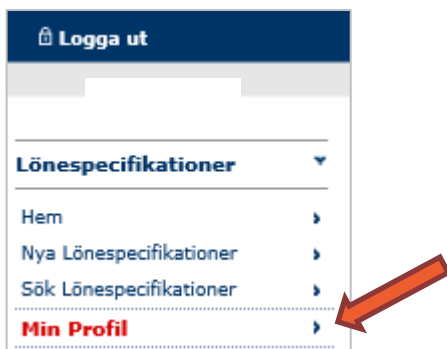 Logga ut
Lönespecifikationer
Hem
Nya Lönespecifikationer
Sök Lönespecifikationer
Min Profil